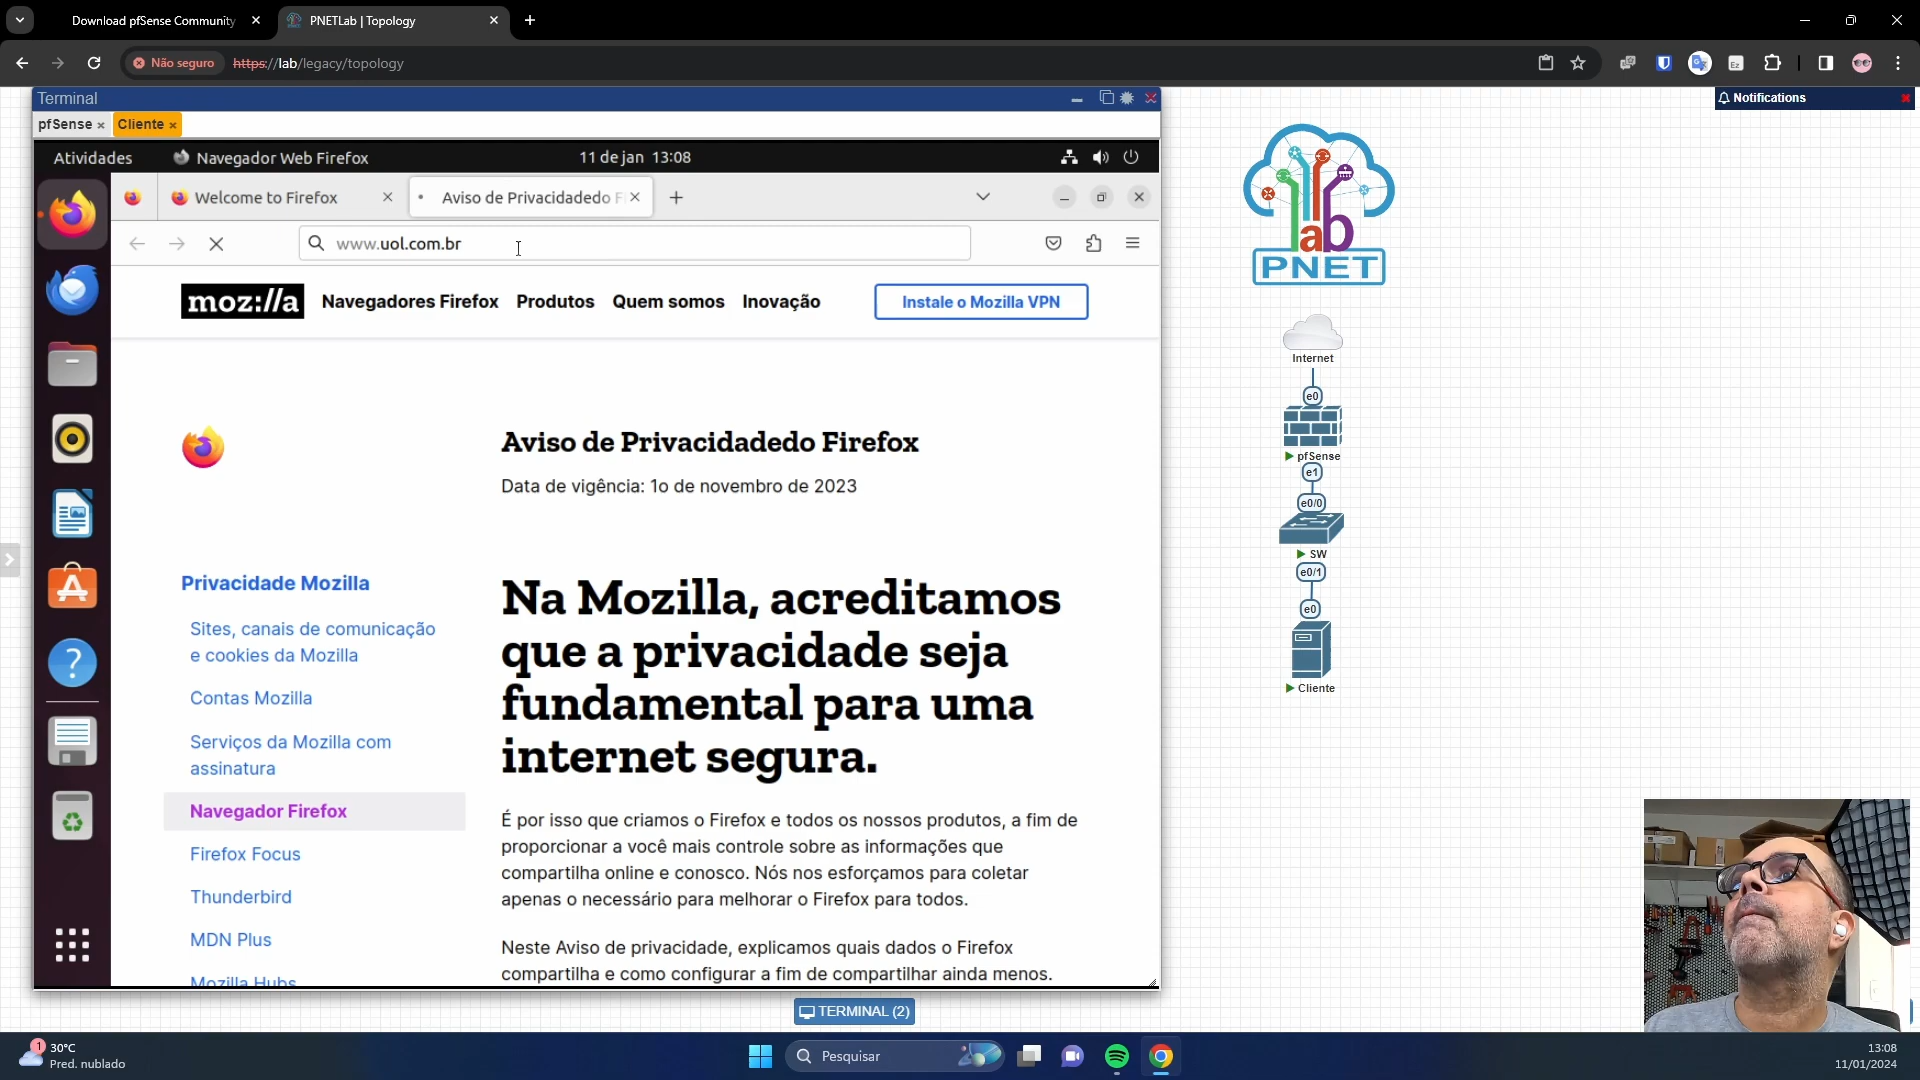 Download pfSense Community
PNETLab | Topology
Não seguro
https://lab/legacy/topology
Terminal
pfSense
Cliente
Notifications
Atividades
Navegador Web Firefox
11 de jan 13:08
Welcome to Firefox
Aviso de Privacidadedo F
www.uol.com.br
moz://a
Navegadores Firefox
Produtos
Quem somos
Inovação
Instale o Mozilla VPN
Aviso de Privacidadedo Firefox
Data de vigência: 1o de novembro de 2023
Privacidade Mozilla
Sites, canais de comunicação
e cookies da Mozilla
Contas Mozilla
Serviços da Mozilla com
assinatura
Navegador Firefox
Firefox Focus
Thunderbird
MDN Plus
Mozilla Hubs
Na Mozilla, acreditamos
que a privacidade seja
fundamental para uma
internet segura.
É por isso que criamos o Firefox e todos os nossos produtos, a fim de
proporcionar a você mais controle sobre as informações que
compartilha online e conosco. Nós nos esforçamos para coletar
apenas o necessário para melhorar o Firefox para todos.
Neste Aviso de privacidade, explicamos quais dados o Firefox
compartilha e como configurar a fim de compartilhar ainda menos.
lab
PNET
Internet
e0
pfSense
e1
e0/0
SW
e0/1
e0
Cliente
TERMINAL (2)
1
30°C
Pred. nublado
Pesquisar
13:08
11/01/2024